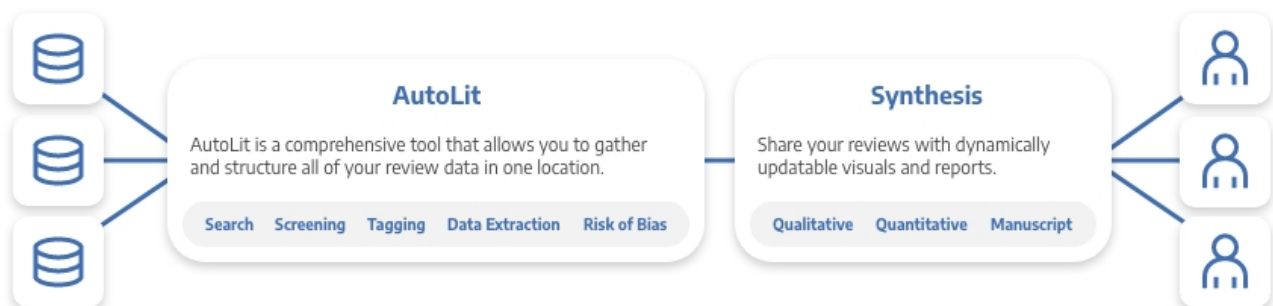 AutoLit
AutoLit is a comprehensive tool that allows you to gather
and structure all of your review data in one location.
Search Screening Tagging Data Extraction Risk of Bias
Synthesis
Share your reviews with dynamically
updatable visuals and reports.
Qualitative Quantitative Manuscript